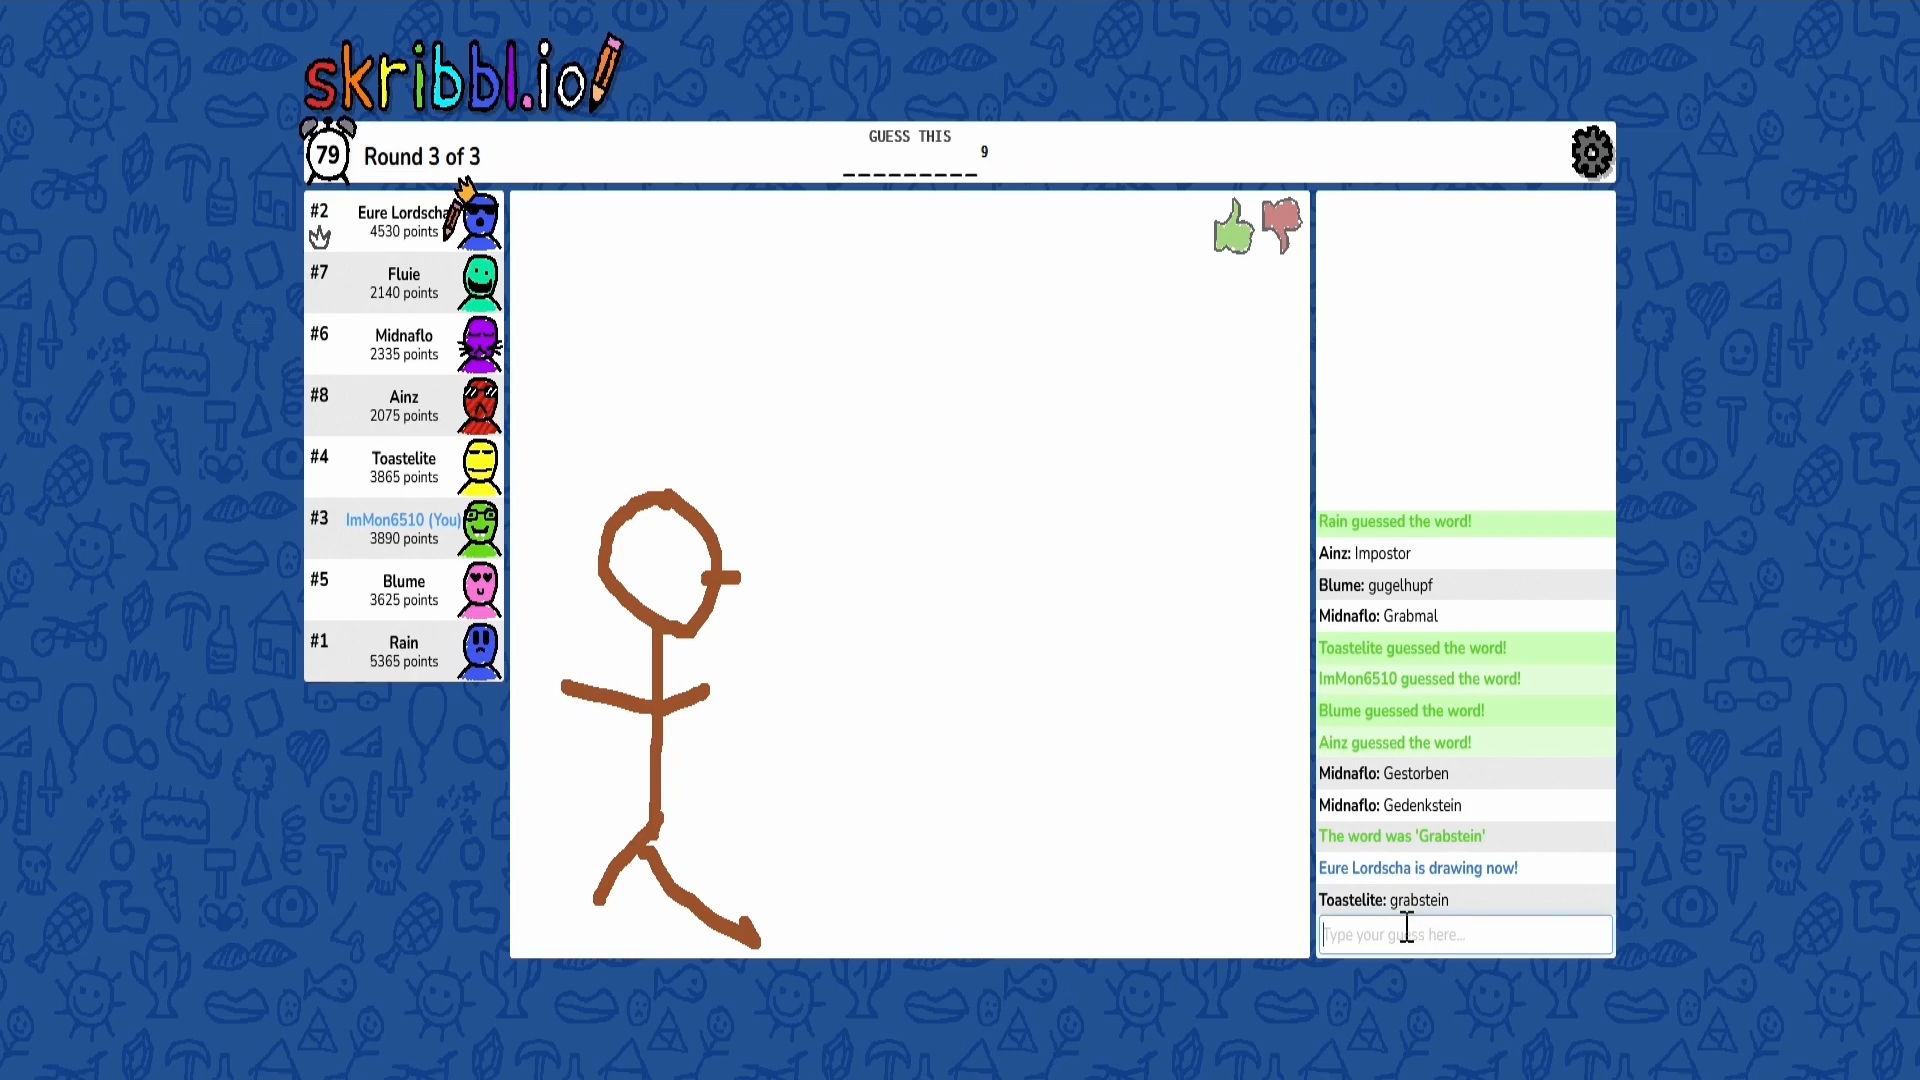 skribbl.io
79
Round 3 of 3
GUESS THIS
_________ 9
#2
Eure Lordscha
4530 points
#7
Fluie
2140 points
#6
Midnaflo
2335 points
#8
Ainz
2075 points
#4
Toastelite
3865 points
#3
ImMon6510 (You)
3890 points
#5
Blume
3625 points
#1
Rain
5365 points
Rain guessed the word!
Ainz: Impostor
Blume: gugelhupf
Midnaflo: Grabmal
Toastelite guessed the word!
ImMon6510 guessed the word!
Blume guessed the word!
Ainz guessed the word!
Midnaflo: Gestorben
Midnaflo: Gedenkstein
The word was 'Grabstein'
Eure Lordscha is drawing now!
Toastelite: grabstein
Type your guess here...